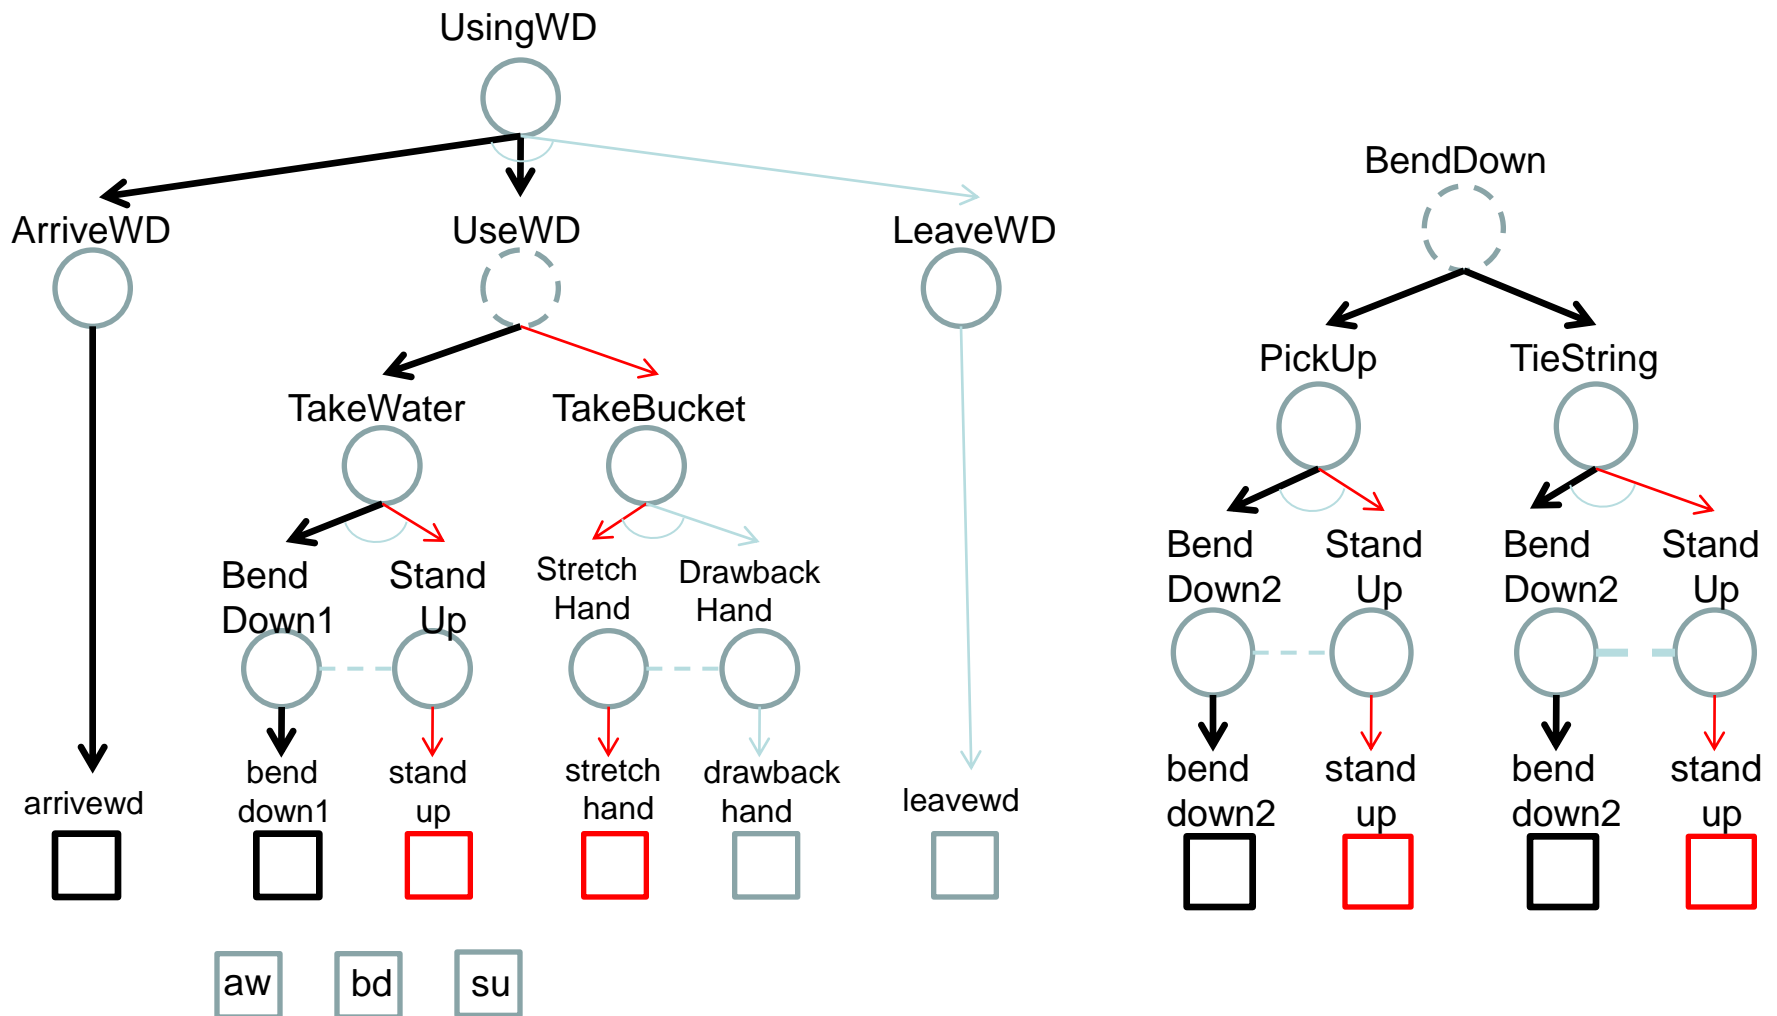 UsingWD
BendDown
ArriveWD
UseWD
LeaveWD
PickUp
TieString
TakeWater
TakeBucket
Bend
Down1
Stand
Up
Stretch
Hand
Drawback
Hand
Bend
Down2
Stand
Up
Bend
Down2
Stand
Up
arrivewd
bend
down1
stand
up
stretch
hand
drawback
hand
leavewd
bend
down2
stand
up
bend
down2
stand
up
aw
bd
su